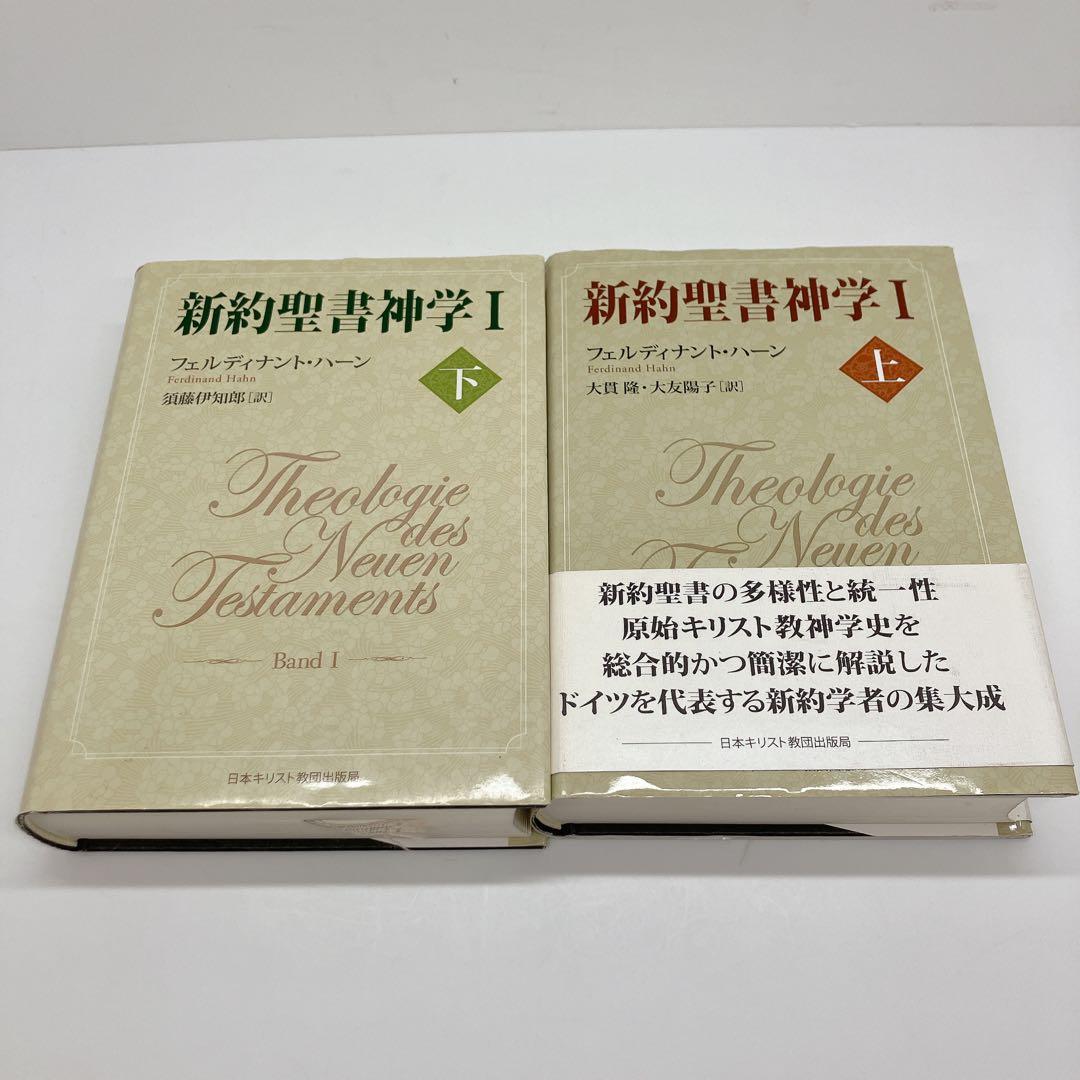 新約聖書神学 I
フェルディナント・ハーン
Ferdinand Hahn
須藤伊知郎［訳］
下
Theologie
des
Neuen
Testaments
Band I
日本キリスト教団出版局
新約聖書神学 I
フェルディナント・ハーン
Ferdinand Hahn
大貫 隆・大友陽子［訳］
上
Theologie
des
Neuen
新約聖書の多様性と統一性
原始キリスト教神学史を
総合的かつ簡潔に解説した
ドイツを代表する新約学者の集大成
日本キリスト教団出版局